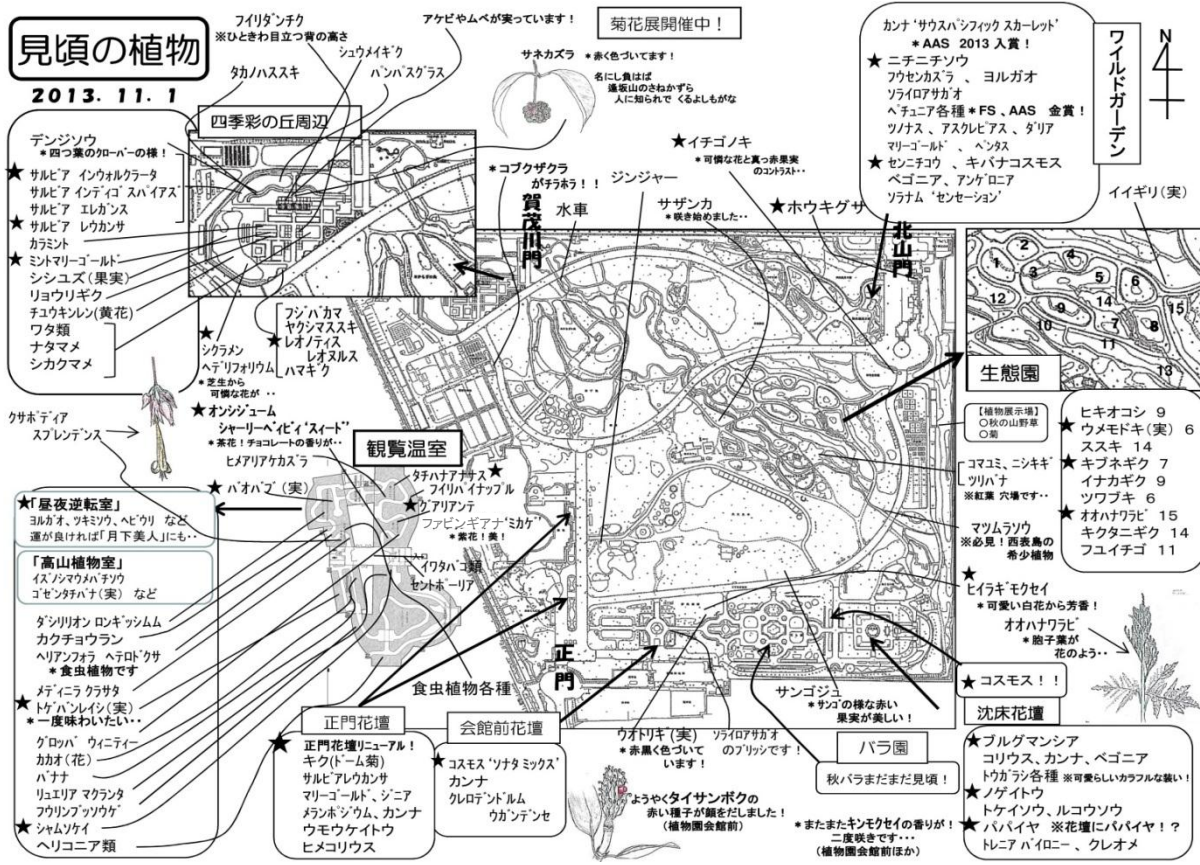 見頃の植物
2013. 11. 1
フイリダンチク
※ひときわ目立つ背の高さ
アケビやムベが実っています!
シュウメイギク
パンパスグラス
タカノハススキ
四季彩の丘周辺
菊花展開催中!
サネカズラ *赤く色づいてます!
名にし負はば
逢坂山のさねかずら
人に知られで くるよしもがな
★イチゴノキ
*可憐な花と真っ赤果実
のコントラスト・・
*コブクザクラ
がチラホラ!!
ジンジャー
サザンカ
*咲き始めました・・
水車
★ホウキグサ
賀茂川門
北山門
カンナ‘サウスパシフィック スカーレット’
*AAS 2013 入賞!
★ニチニチソウ
フウセンカズラ 、ヨルガオ
ソライロアサガオ
ペチュニア各種 *FS、AAS 金賞!
ツノナス 、アスクレピアス 、ダリア
マリーゴールド 、ペンタス
★センニチコウ 、キバナコスモス
ベゴニア、アンゲロニア
ソラナム ‘センセーション’
ワイルドガーデン
N
イイギリ(実)
デンジソウ
*四つ葉のクローバーの様!
★サルビア インウォルクラータ
サルビア インディゴ スパイアズ
サルビア エレガンス
★サルビア レウカンサ
カラミント
★ミントマリーゴールド
シシユズ(果実)
リョウリギク
チュウキンレン(黄花)
ワタ類
ナタマメ
シカクマメ
★シクラメン
ヘデリフォリウム
*芝生から
可憐な花が ・・
フジバカマ
ヤクシマススキ
★レオノティス
レオヌルス
ハマギク
1
2
3
4
5
6
7
8
9
10
11
12
13
14
15
生態園
【植物展示場】
〇秋の山野草
〇菊
ヒキオコシ 9
★ウメモドキ(実) 6
ススキ 14
★キブネギク 7
イナカギク 9
ツワブキ 6
★オオハナワラビ 15
キクタニギク 14
フユイチゴ 11
コマユミ、ニシキギ
ツリバナ
※紅葉 穴場です・・
マツムラソウ
※必見!西表島の
希少植物
★
ヒイラギモクセイ
*可愛い白花から芳香!
オオハナワラビ
*胞子葉が
花のよう・・
クサボディア
スプレンデンス
★オンシジューム
シャーリーベイビィ“スィート”
*茶花!チョコレートの香りが・・
観覧温室
ヒメアリアケカズラ
★バオバブ(実)
タチハナアナナス★
フイリパイナップル
★グアリアンテ
ファビンギアナ‘ミカゲ’
*紫花!美!
イワタバコ類
セントポーリア
入口
★「昼夜逆転室」
ヨルガオ、ツキミソウ、ヘビウリ など
運が良ければ「月下美人」にも・・
「高山植物室」
イズノシマウメバチソウ
ゴゼンタチバナ(実) など
ダシリリオン ロンギッシムム
カクチョウラン
ヘリアンフォラ ヘテロドクサ
*食虫植物です
メディニラ クラサタ
★トゲバンレイシ(実)
*一度味わいたい・・
グロッバ ウィニティー
カカオ(花)
★バナナ
リュエリア マクランタ
フウリンブッソウゲ
★シャムソケイ
ヘリコニア類
食虫植物各種
正門
正門花壇
★正門花壇リニューアル!
キク(ドーム菊)
サルビアレウカンサ
マリーゴールド、ジニア
メランポジウム、カンナ
ウモウケイトウ
ヒメコリウス
会館前花壇
★コスモス‘ソナタ ミックス’
カンナ
クレロデンドルム
ウガンデンセ
ウオトリギ(実)
*赤黒く色づいて
います!
ソライロアサガオ
のブリッジです!
サンゴジュ
*サンゴの様な赤い
果実が美しい!
バラ園
秋バラまだまだ見頃!
★コスモス!!
沈床花壇
★ブルグマンシア
コリウス、カンナ、ベゴニア
トウガラシ各種 ※可愛らしいカラフルな装い!
★ノゲイトウ
トケイソウ、ルコウソウ
★パパイヤ ※花壇にパパイヤ!?
トレニア バイロニー、クレオメ
★ようやくタイサンボクの
赤い種子が顔をだしました!
(植物園会館前)
*またまたキンモクセイの香りが!
二度咲きです・・・
(植物園会館前ほか)